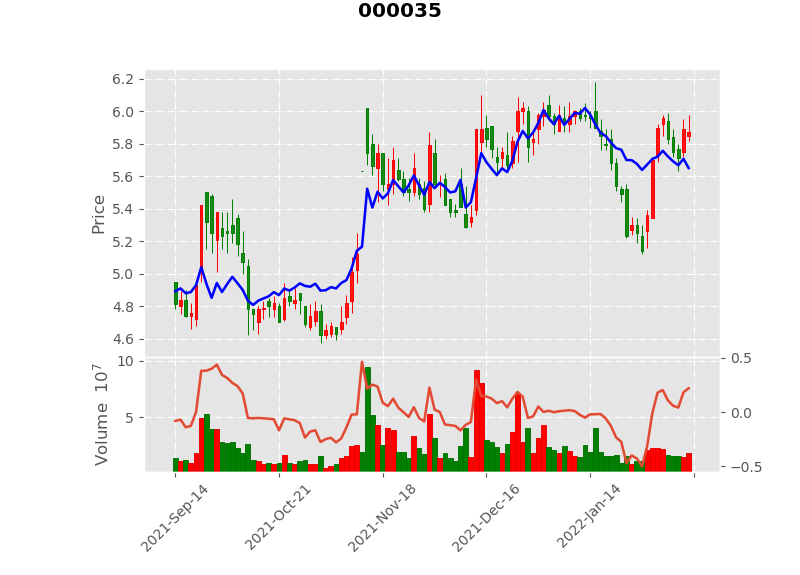 000035
6.2
6.0
5.8
5.6
5.4
5.2
5.0
4.8
4.6
Price
10
5
Volume 10^7
0.5
0.0
−0.5
2021-Sep-14
2021-Oct-21
2021-Nov-18
2021-Dec-16
2022-Jan-14